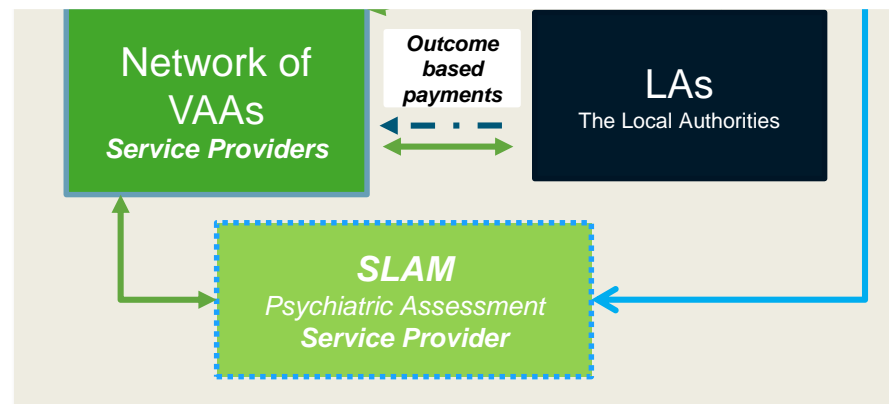 Network of
VAAs
Service Providers
Outcome
based
payments
LAs
The Local Authorities
SLAM
Psychiatric Assessment
Service Provider